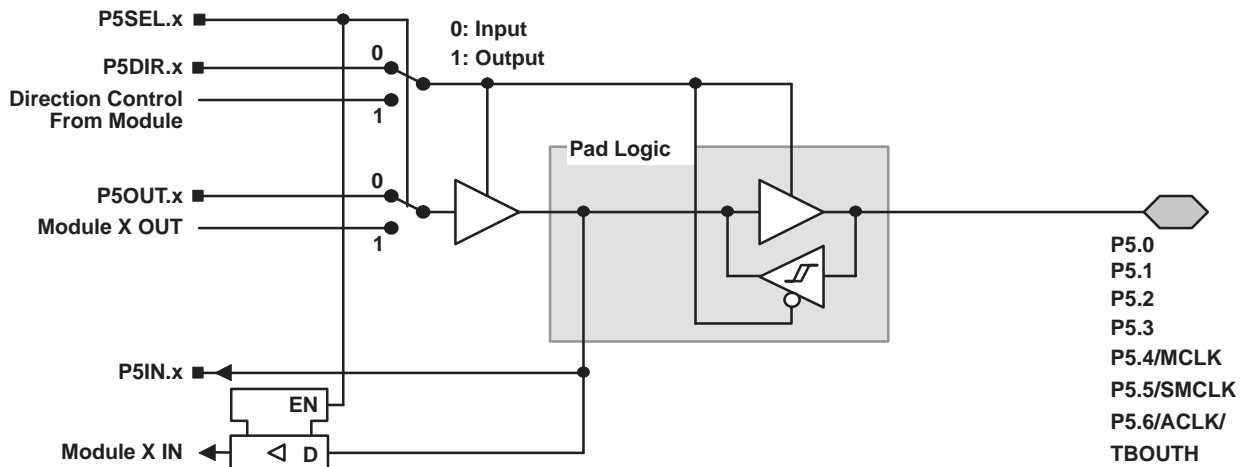 P5SEL.x
0: Input
1: Output
P5DIR.x
0
Direction Control
From Module
1
Pad Logic
P5OUT.x
0
Module X OUT
1
P5.0
P5.1
P5.2
P5.3
P5.4/MCLK
P5.5/SMCLK
P5.6/ACLK/
TBOUTH
P5IN.x
EN
Module X IN
D